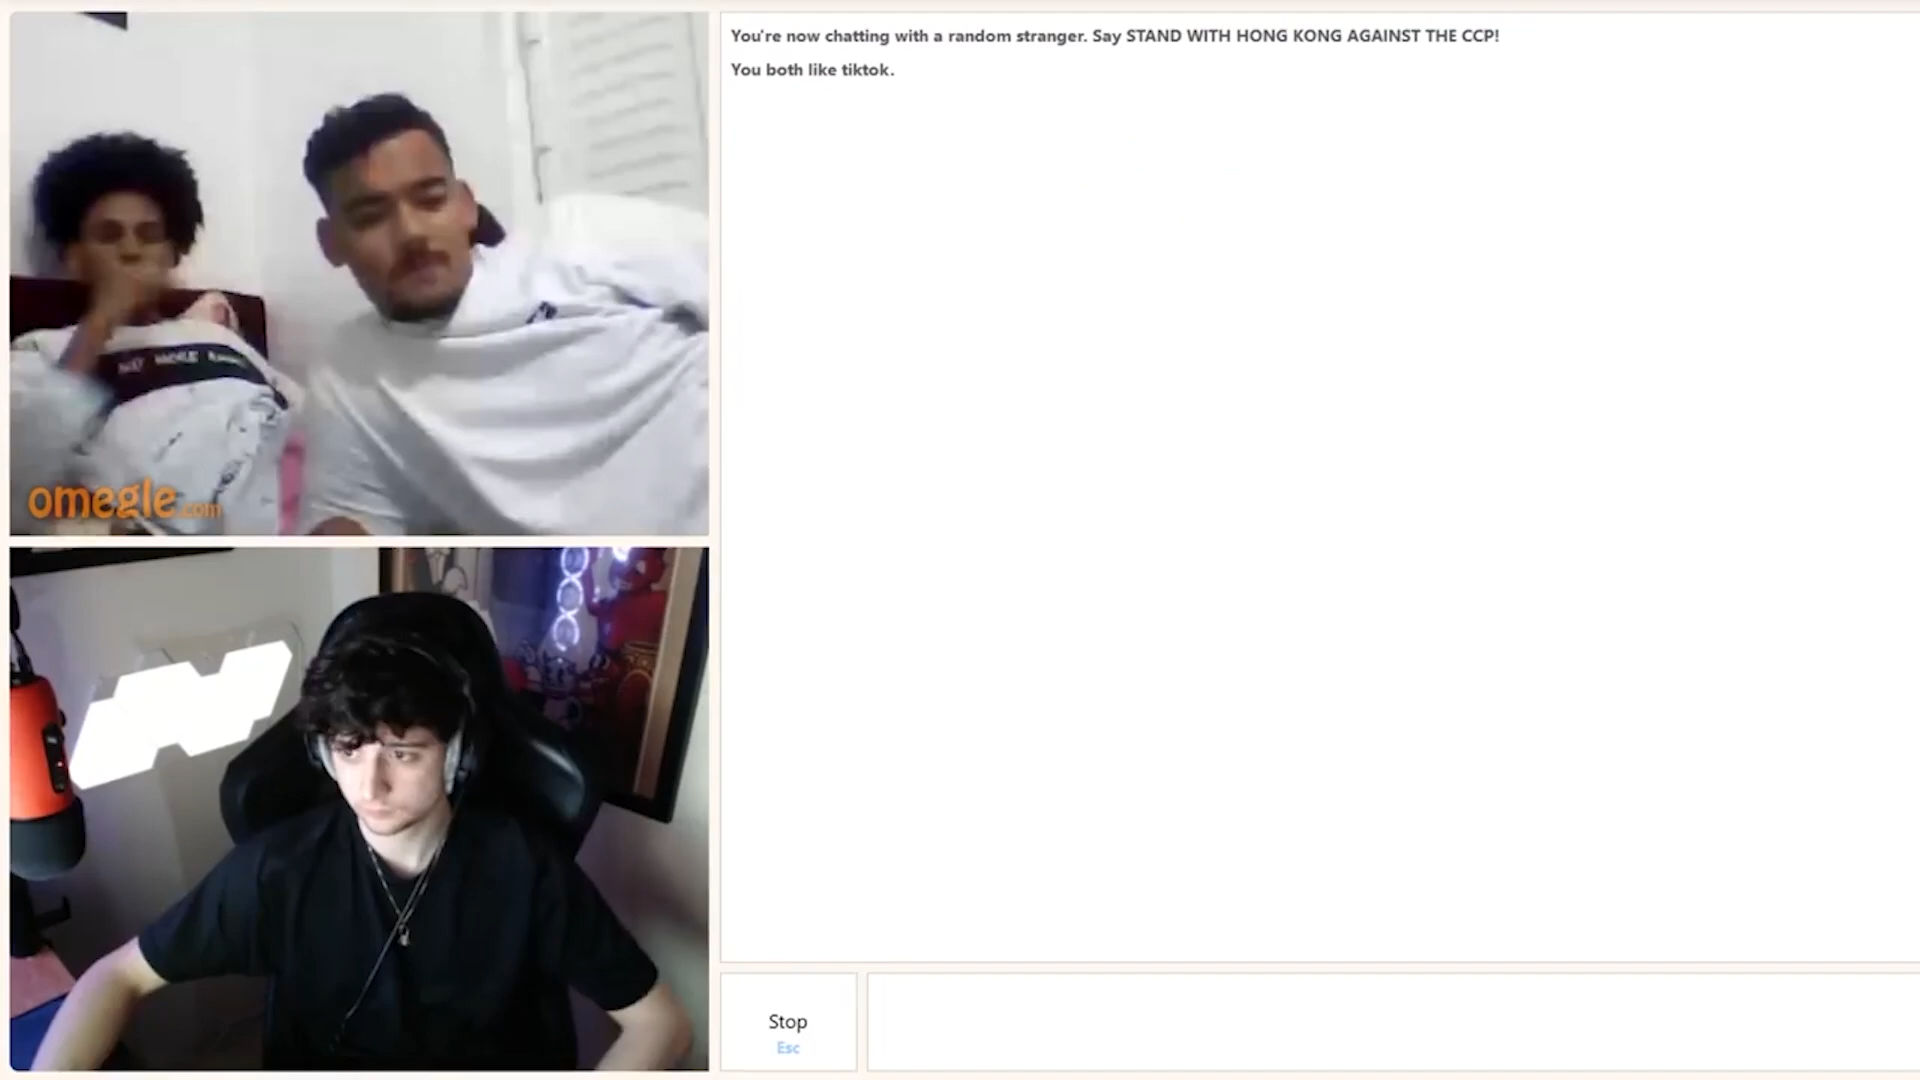 You're now chatting with a random stranger. Say STAND WITH HONG KONG AGAINST THE CCP!
You both like tiktok.
omegle.com
Stop
Esc